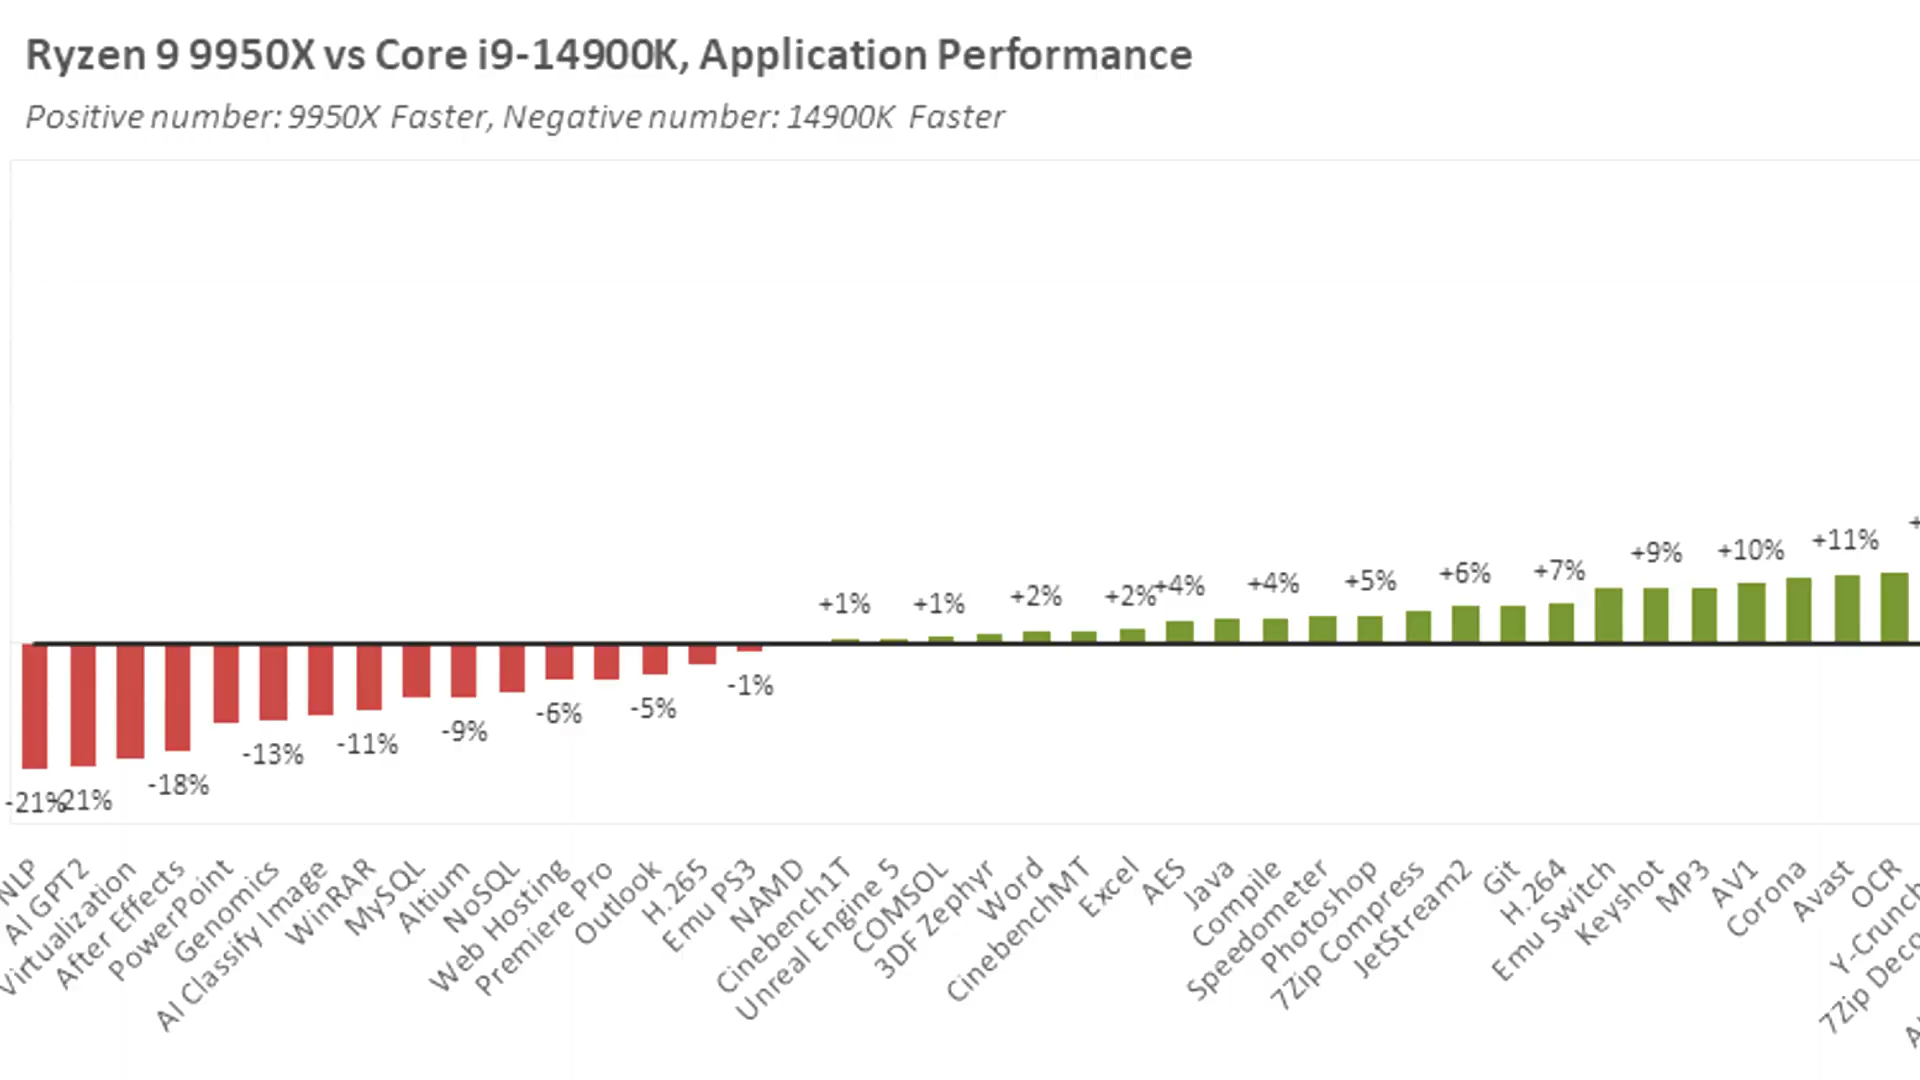 Ryzen 9 9950X vs Core i9-14900K, Application Performance
Positive number: 9950X Faster, Negative number: 14900K Faster
+
+11%
+10%
+9%
+7%
+6%
+5%
+4%
+4%
+2%
+2%
+1%
+1%
-1%
-5%
-6%
-9%
-11%
-13%
-18%
-21%
-21%
NLP
AI GPT2
Virtualization
After Effects
PowerPoint
Genomics
AI Classify Image
WinRAR
MySQL
Altium
NoSQL
Web Hosting
Premiere Pro
Outlook
H.265
Emu PS3
NAMD
Cinebench1T
Unreal Engine 5
COMSOL
3DF Zephyr
Word
CinebenchMT
Excel
AES
Java
Compile
Speedometer
Photoshop
7Zip Compress
JetStream2
Git
H.264
Emu Switch
Keyshot
MP3
AV1
Corona
Avast
OCR
Y-Crunch
7Zip Deco